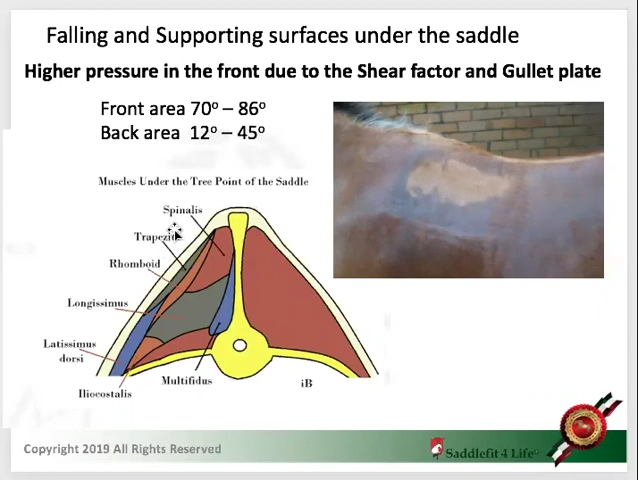 Falling and Supporting surfaces under the saddle
Higher pressure in the front due to the Shear factor and Gullet plate
Front area 70º – 86º
Back area 12º – 45º
Muscles Under the Tree Point of the Saddle
Spinalis
Rhomboid
Longissimus
Latissimus
dorsi
Iliocostalis
Multifidus
iB
Copyright 2019 All Rights Reserved
Saddlefit 4 Life